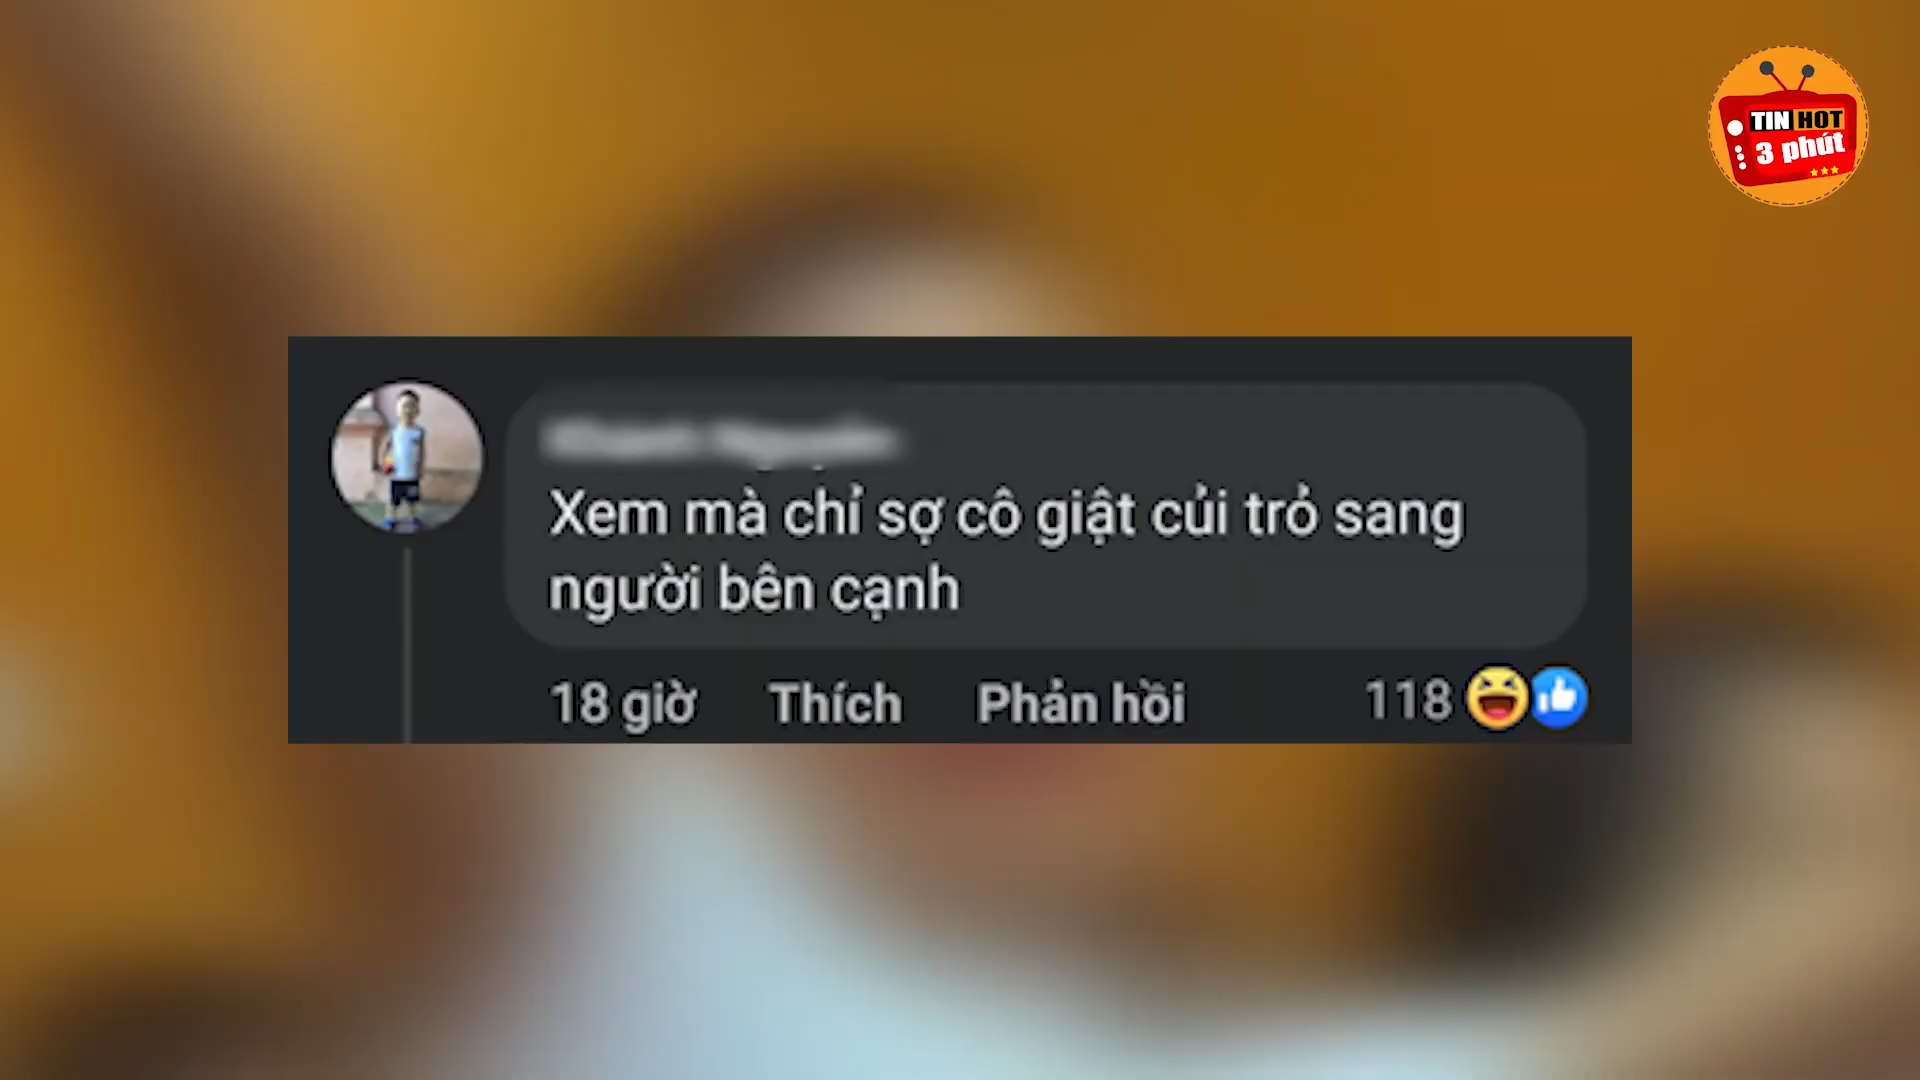 TIN HOT
3 phút
Xem mà chỉ sợ cô giật củi trỏ sang
người bên cạnh
18 giờ Thích Phản hồi 118